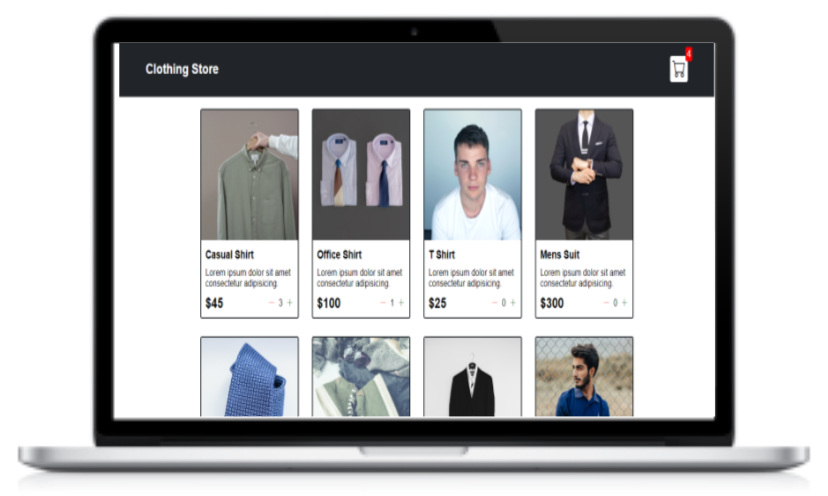 Clothing Store
4
Casual Shirt
Lorem ipsum dolor sit amet
consectetur adipisicing.
$45
− 3 +
Office Shirt
Lorem ipsum dolor sit amet
consectetur adipisicing.
$100
− 1 +
T Shirt
Lorem ipsum dolor sit amet
consectetur adipisicing.
$25
− 0 +
Mens Suit
Lorem ipsum dolor sit amet
consectetur adipisicing.
$300
− 0 +